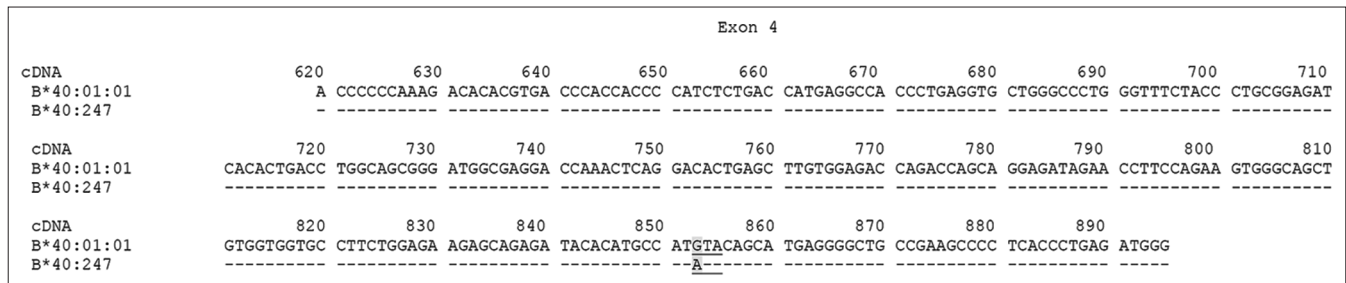 Exon 4
cDNA 620 630 640 650 660 670 680 690 700 710
B*40:01:01 A CCCCCCAAAG ACACACGTGA CCCACCACCC CATCTCTGAC CATGAGGCCA CCCTGAGGTG CTGGGCCCTG GGTTTCTACC CTGCGGAGAT
B*40:247 - ---------- ---------- ---------- ---------- ---------- ---------- ---------- ---------- ----------
cDNA 720 730 740 750 760 770 780 790 800 810
B*40:01:01 CACACTGACC TGGCAGCGGG ATGGCGAGGA CCAAACTCAG GACACTGAGC TTGTGGAGAC CAGACCAGCA GGAGATAGAA CCTTCCAGAA GTGGGCAGCT
B*40:247 ---------- ---------- ---------- ---------- ---------- ---------- ---------- ---------- ---------- ----------
cDNA 820 830 840 850 860 870 880 890
B*40:01:01 GTGGTGGTGC CTTCTGGAGA AGAGCAGAGA TACACATGCC ATGTACAGCA TGAGGGGCTG CCGAAGCCCC TCACCCTGAG ATGGG
B*40:247 ---------- ---------- ---------- ---------- --A------- ---------- ---------- ---------- -----